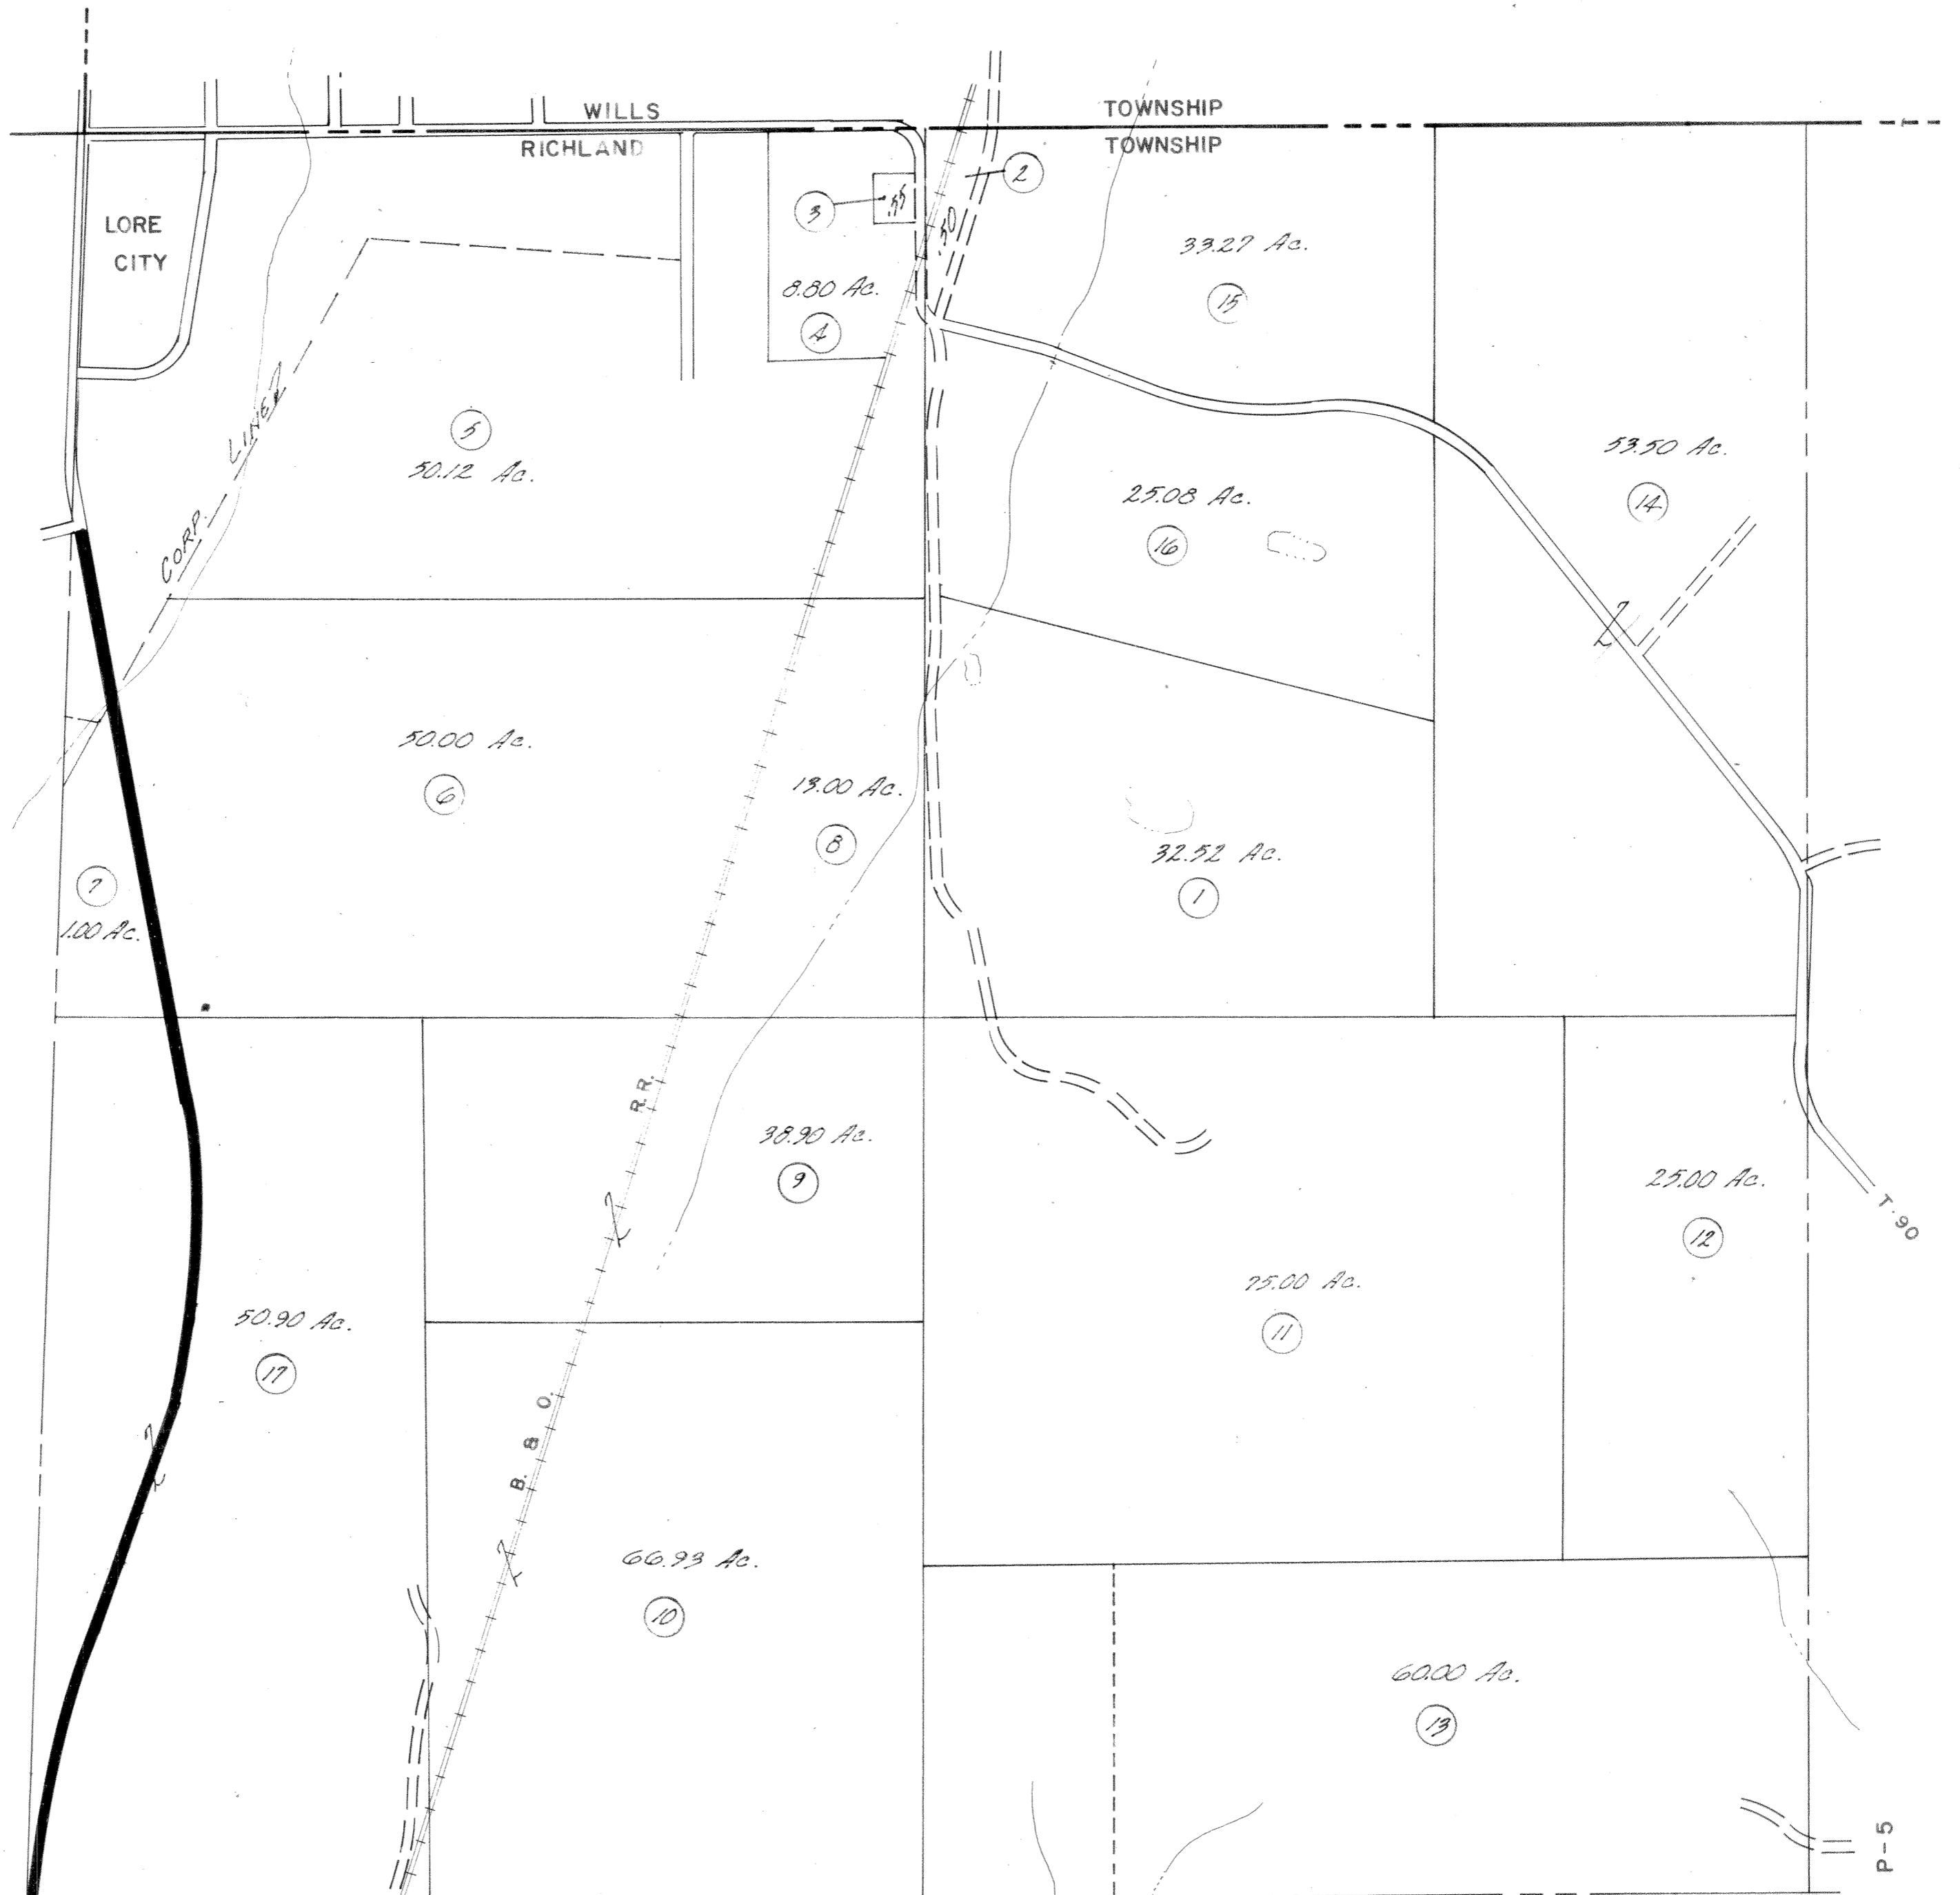 WILLS
TOWNSHIP
RICHLAND
TOWNSHIP
2
LORE
CITY
3
.55
.50
33.27 Ac.
15
8.80 Ac.
4
LINE
CORP.
5
50.12 Ac.
53.50 Ac.
14
25.08 Ac.
16
50.00 Ac.
6
13.00 Ac.
8
32.52 Ac.
1
7
1.00 Ac.
R.R.
38.90 Ac.
9
25.00 Ac.
12
T-90
75.00 Ac.
11
50.90 Ac.
17
B. & O.
66.93 Ac.
10
60.00 Ac.
13
P-5